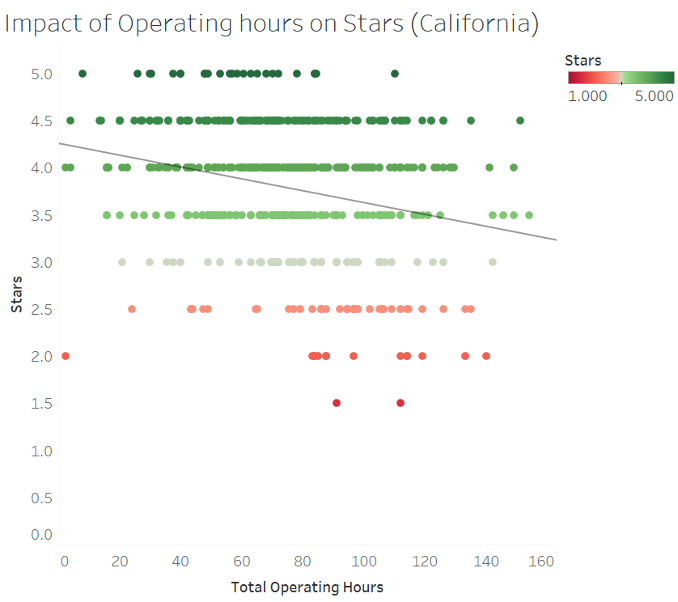 Impact of Operating hours on Stars (California)
Stars
1.000 5.000
5.0
4.5
4.0
3.5
3.0
2.5
2.0
1.5
1.0
0.5
0.0
Stars
0 20 40 60 80 100 120 140 160
Total Operating Hours